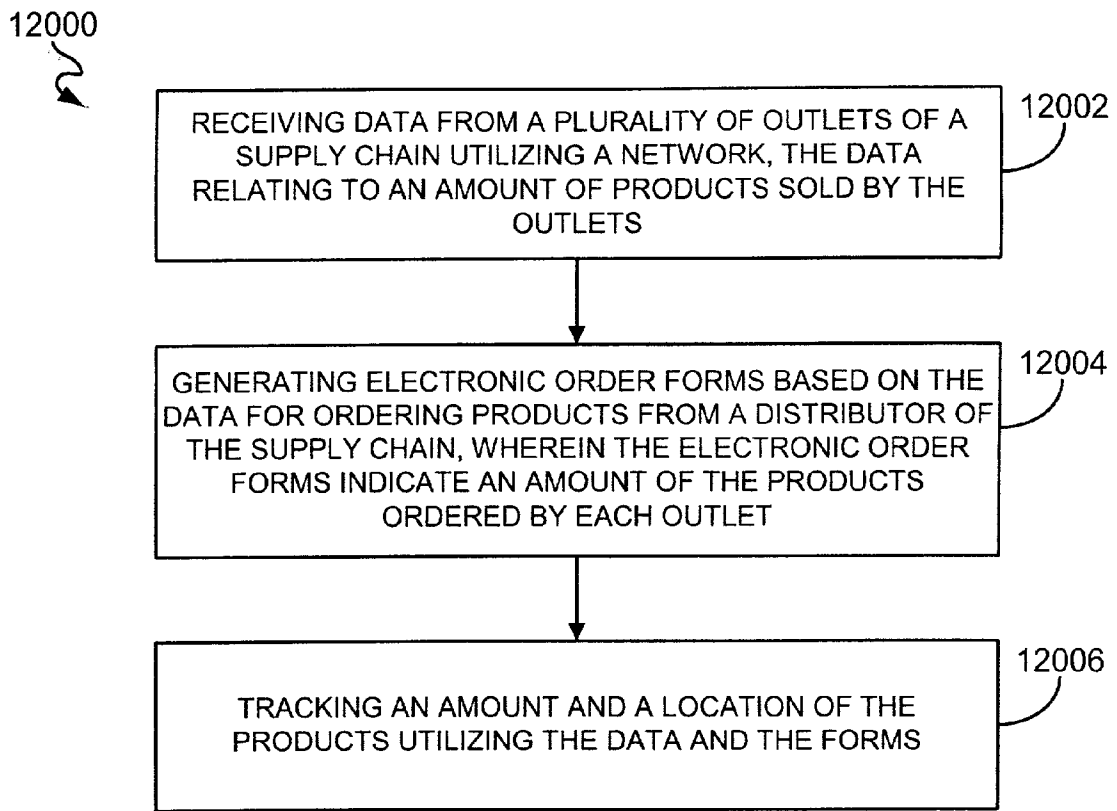 12000
RECEIVING DATA FROM A PLURALITY OF OUTLETS OF A
SUPPLY CHAIN UTILIZING A NETWORK, THE DATA
RELATING TO AN AMOUNT OF PRODUCTS SOLD BY THE
OUTLETS
12002
GENERATING ELECTRONIC ORDER FORMS BASED ON THE
DATA FOR ORDERING PRODUCTS FROM A DISTRIBUTOR OF
THE SUPPLY CHAIN, WHEREIN THE ELECTRONIC ORDER
FORMS INDICATE AN AMOUNT OF THE PRODUCTS
ORDERED BY EACH OUTLET
12004
TRACKING AN AMOUNT AND A LOCATION OF THE
PRODUCTS UTILIZING THE DATA AND THE FORMS
12006